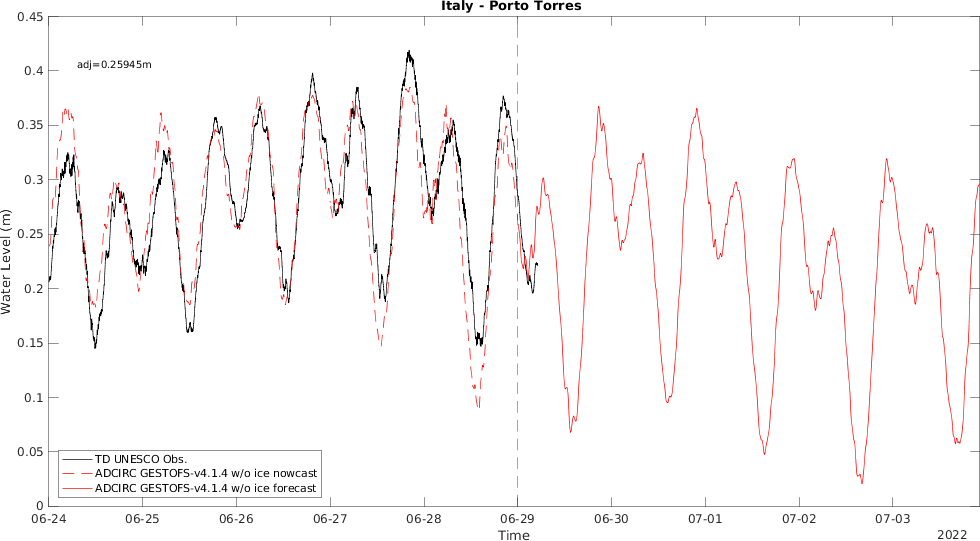 Italy - Porto Torres
0.45
0.4
0.35
0.3
0.25
0.2
0.15
0.1
0.05
0
Water Level (m)
adj=0.25945m
TD UNESCO Obs.
ADCIRC GESTOFS-v4.1.4 w/o ice nowcast
ADCIRC GESTOFS-v4.1.4 w/o ice forecast
06-24 06-25 06-26 06-27 06-28 06-29 06-30 07-01 07-02 07-03
Time
2022